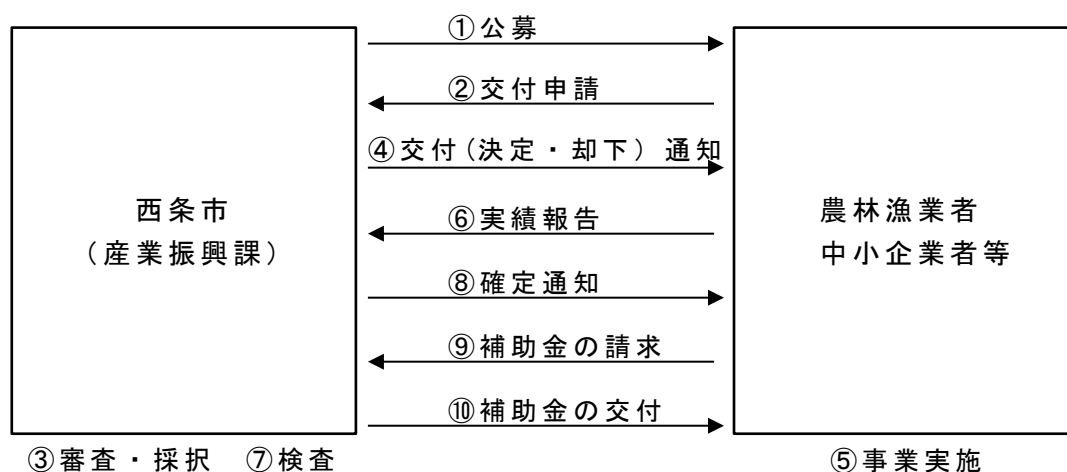 ①公募
②交付申請
④交付(決定・却下)通知
西条市
(産業振興課)
農林漁業者
中小企業者等
⑥実績報告
⑧確定通知
⑨補助金の請求
⑩補助金の交付
③審査・採択 ⑦検査
⑤事業実施